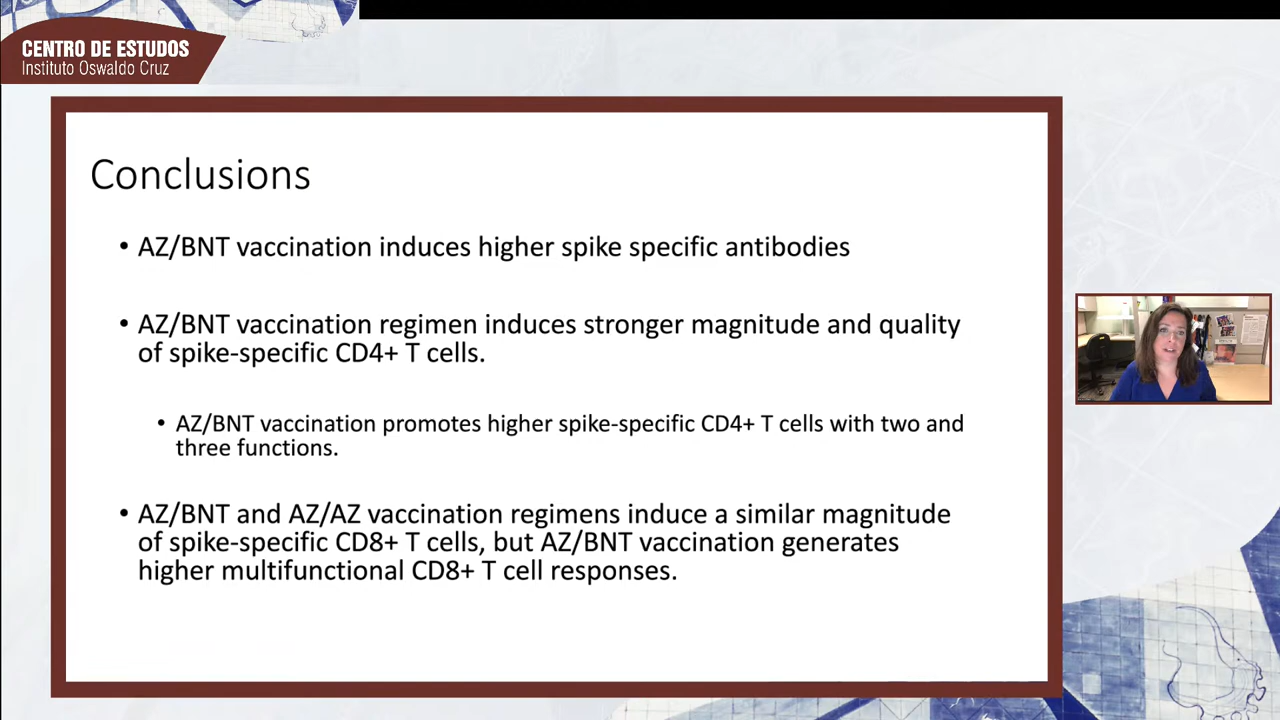 CENTRO DE ESTUDOS
Instituto Oswaldo Cruz
Conclusions
• AZ/BNT vaccination induces higher spike specific antibodies
• AZ/BNT vaccination regimen induces stronger magnitude and quality
of spike-specific CD4+ T cells.
• AZ/BNT vaccination promotes higher spike-specific CD4+ T cells with two and
three functions.
• AZ/BNT and AZ/AZ vaccination regimens induce a similar magnitude
of spike-specific CD8+ T cells, but AZ/BNT vaccination generates
higher multifunctional CD8+ T cell responses.